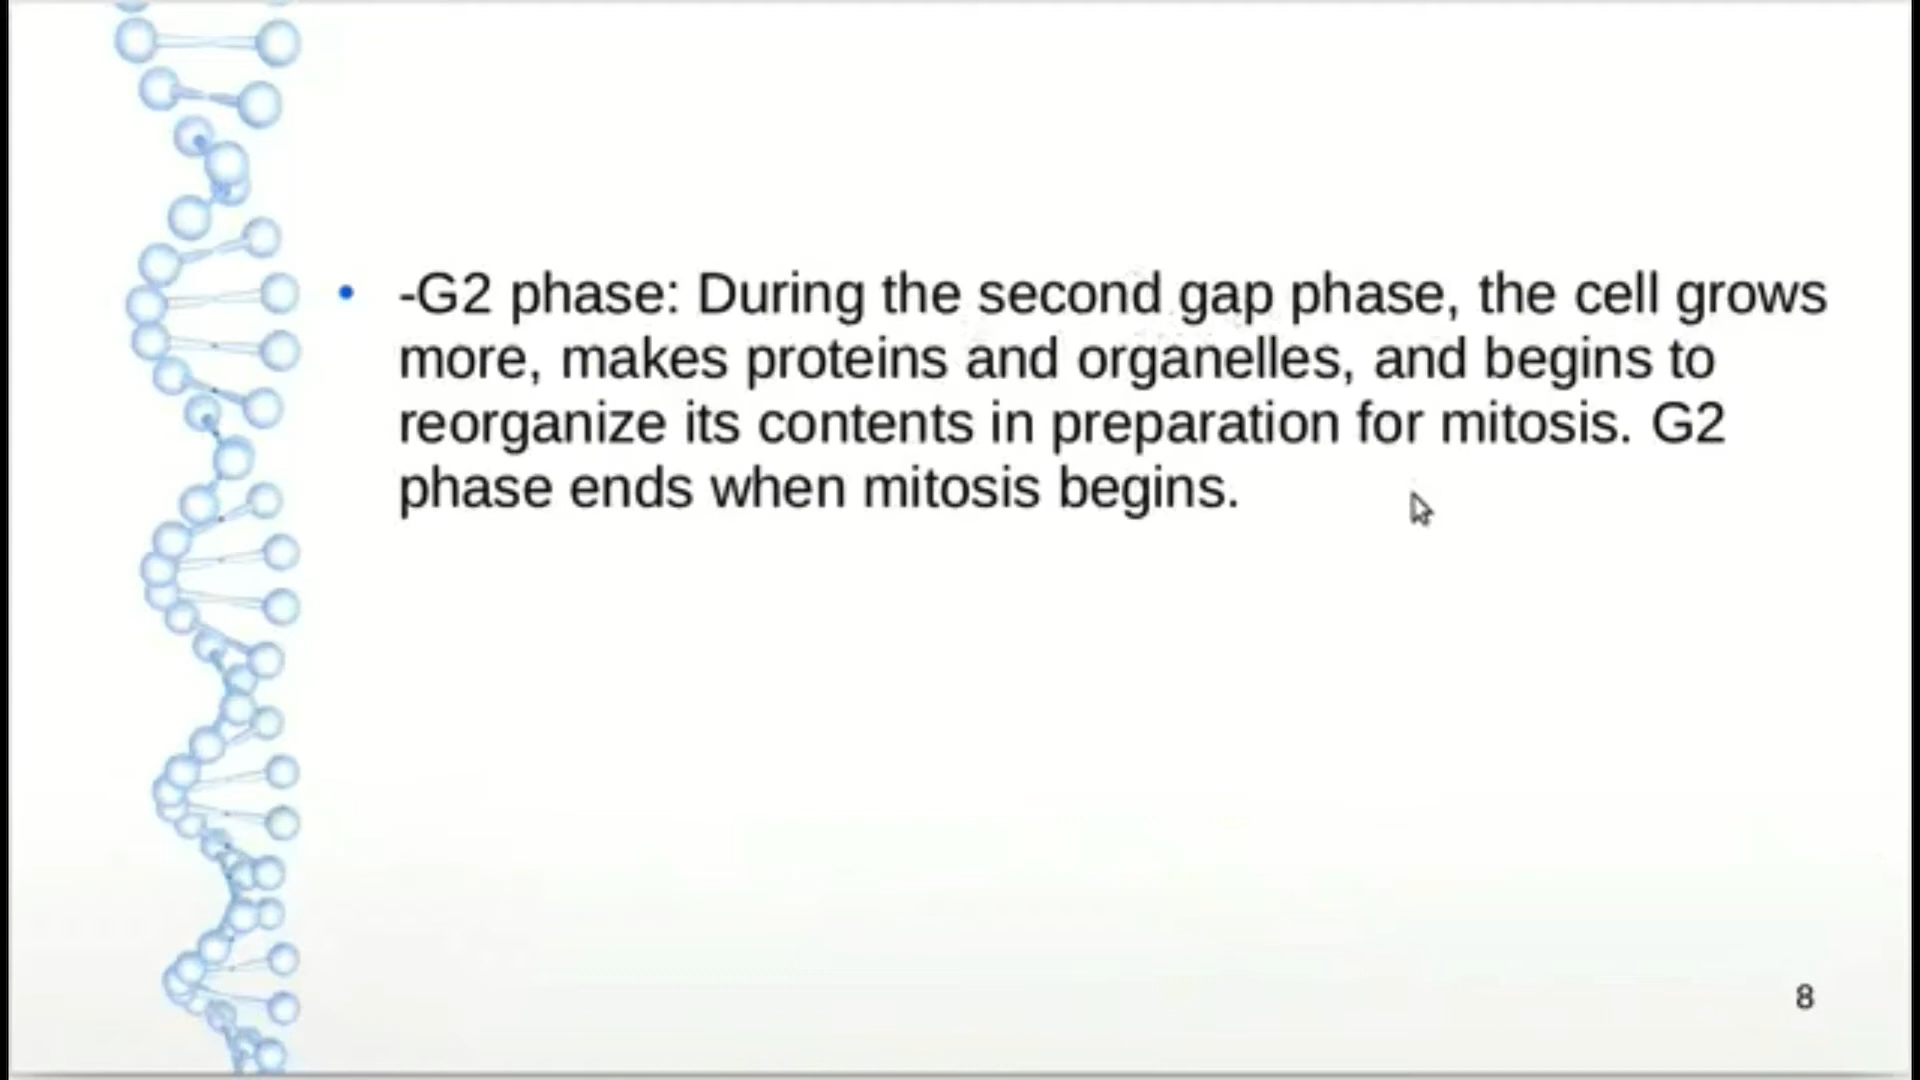 • -G2 phase: During the second gap phase, the cell grows
more, makes proteins and organelles, and begins to
reorganize its contents in preparation for mitosis. G2
phase ends when mitosis begins.
8